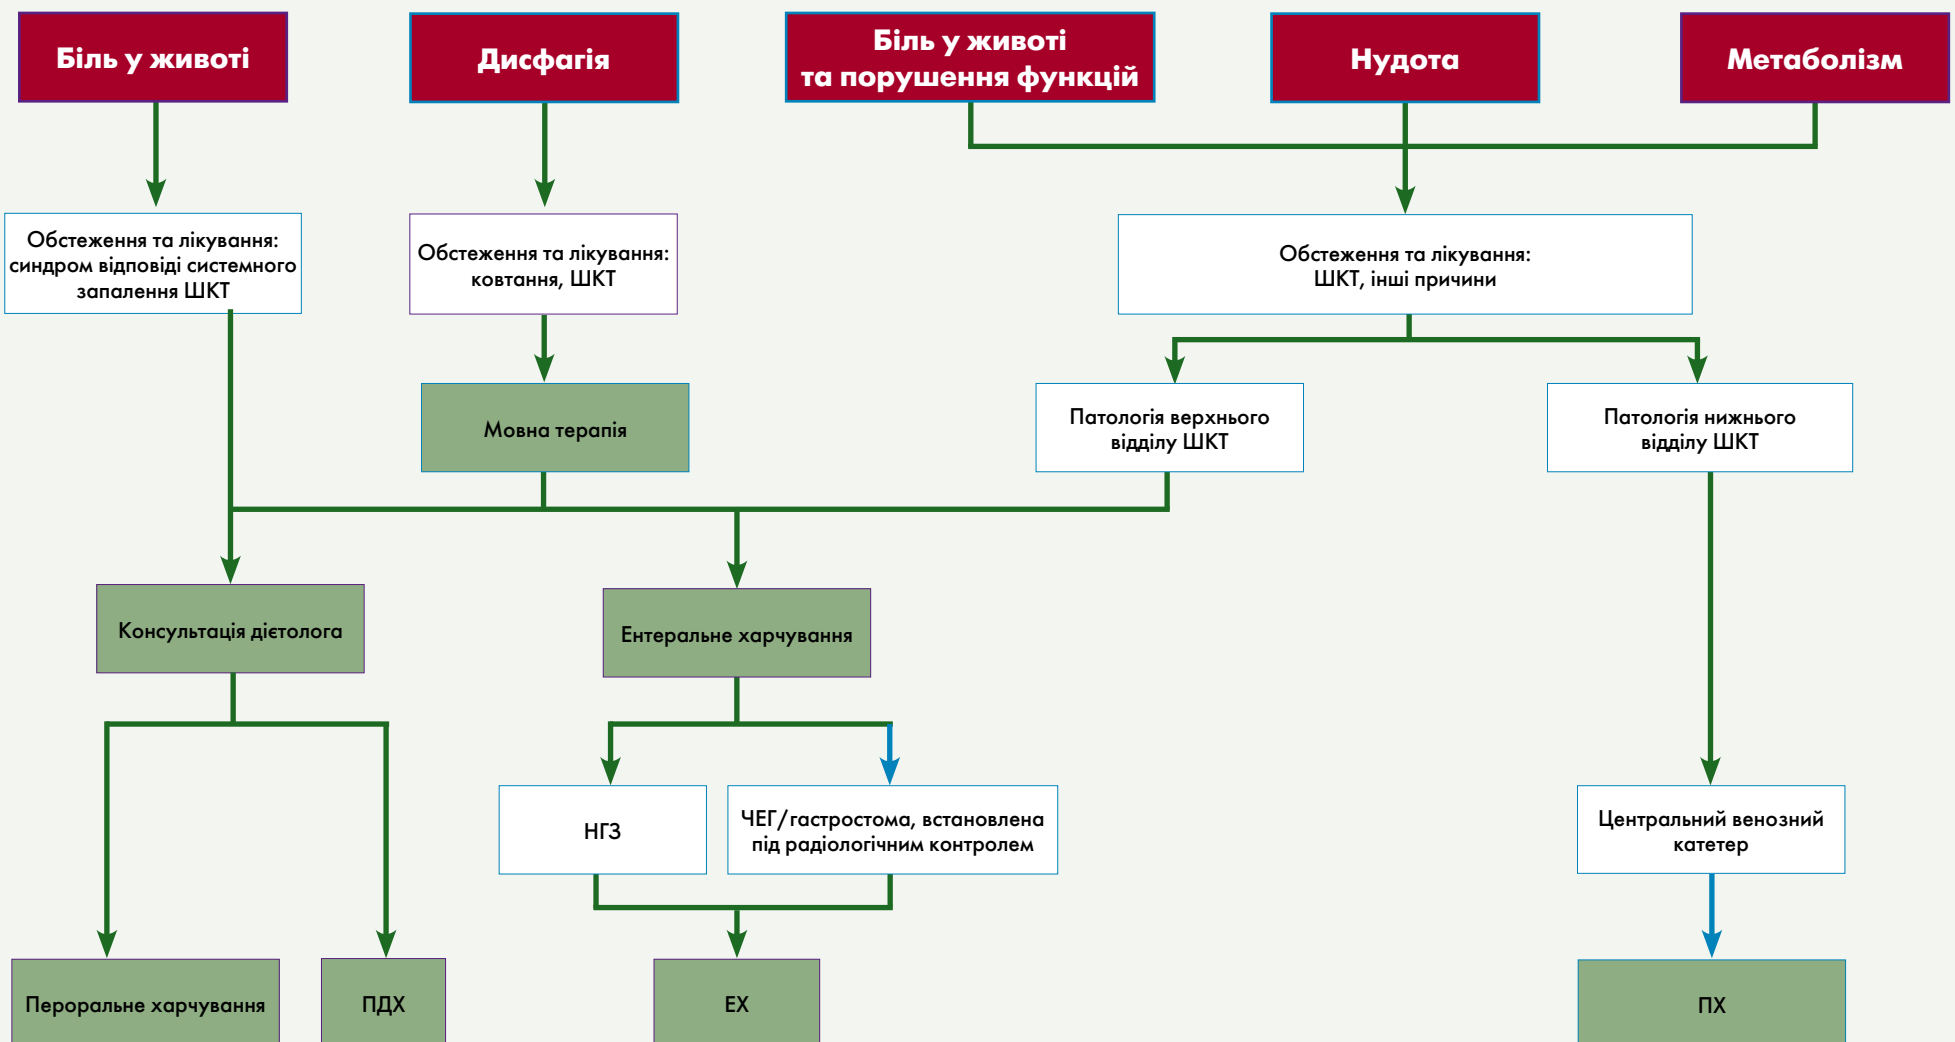 Біль у животі
Дисфагія
Біль у животі
та порушення функцій
Нудота
Метаболізм
Обстеження та лікування:
синдром відповіді системного
запалення ШКТ
Обстеження та лікування:
ковтання, ШКТ
Обстеження та лікування:
ШКТ, інші причини
Мовна терапія
Патологія верхнього
відділу ШКТ
Патологія нижнього
відділу ШКТ
Консультація дієтолога
Ентеральне харчування
НГЗ
ЧЕГ/гастростома, встановлена
під радіологічним контролем
Центральний венозний
катетер
Пероральне харчування
ПДХ
ЕХ
ПХ